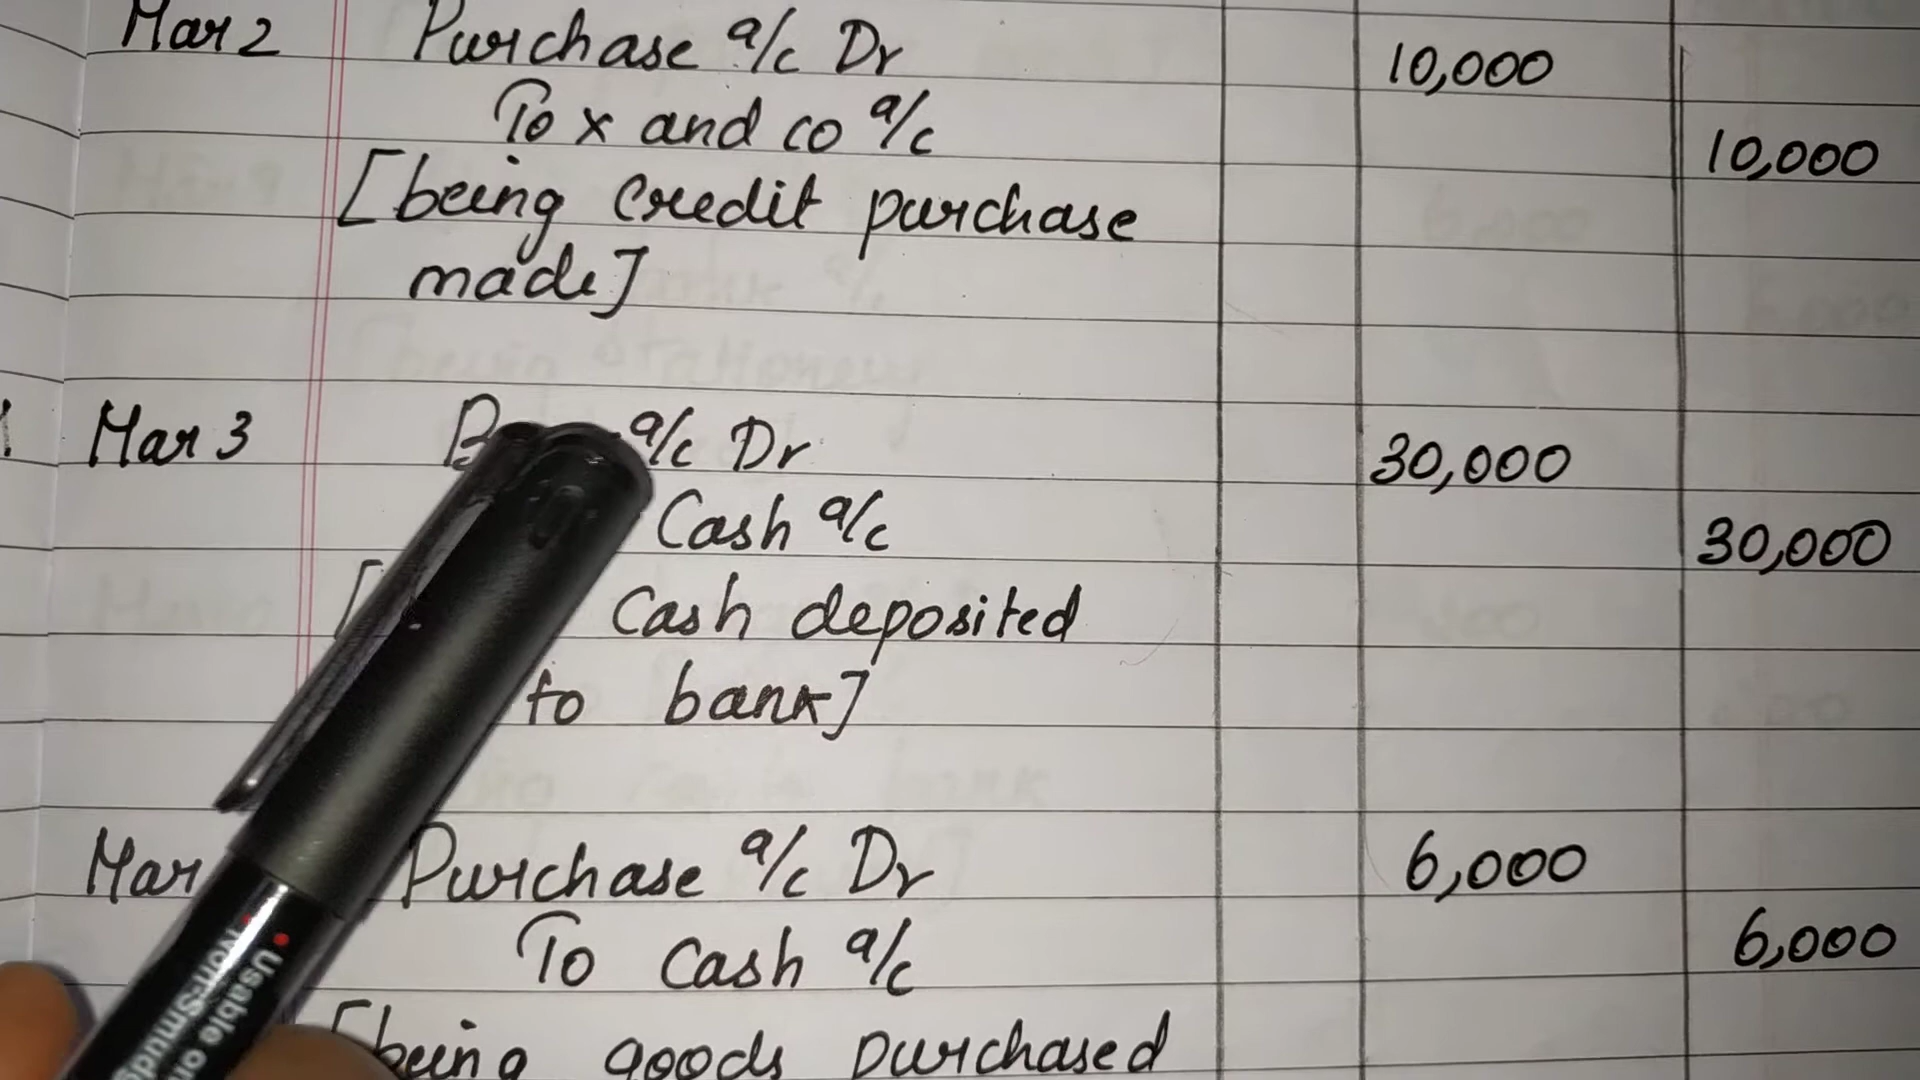 Mar 2 Purchase a/c Dr 10,000
To x and co a/c 10,000
[being credit purchase
made]
Mar 3 a/c Dr 30,000
Cash a/c 30,000
[ Cash deposited
to bank]
Mar Purchase a/c Dr 6,000
To Cash a/c 6,000
[being goods purchased
Usable on
Non-Smudg